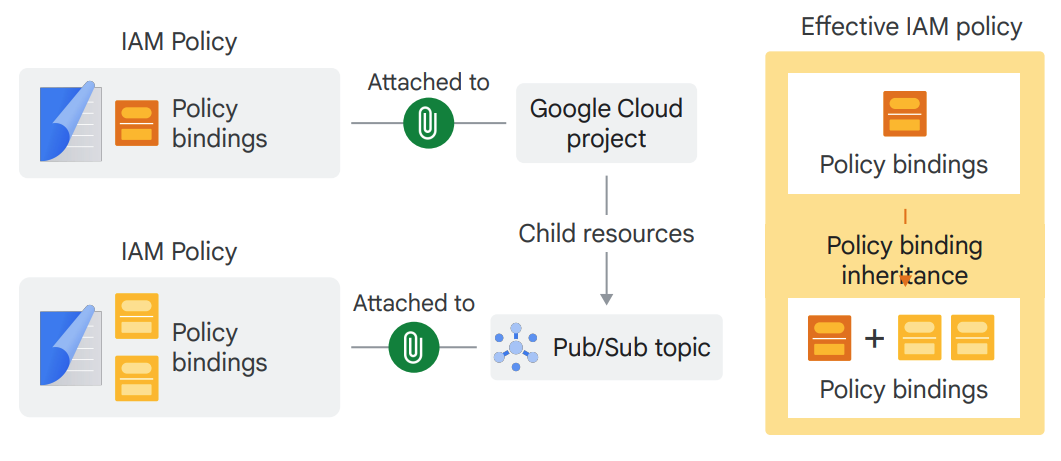 IAM Policy
Policy
bindings
Attached to
Google Cloud
project
Child resources
IAM Policy
Policy
bindings
Attached to
Pub/Sub topic
Effective IAM policy
Policy bindings
Policy binding
inheritance
+
Policy bindings